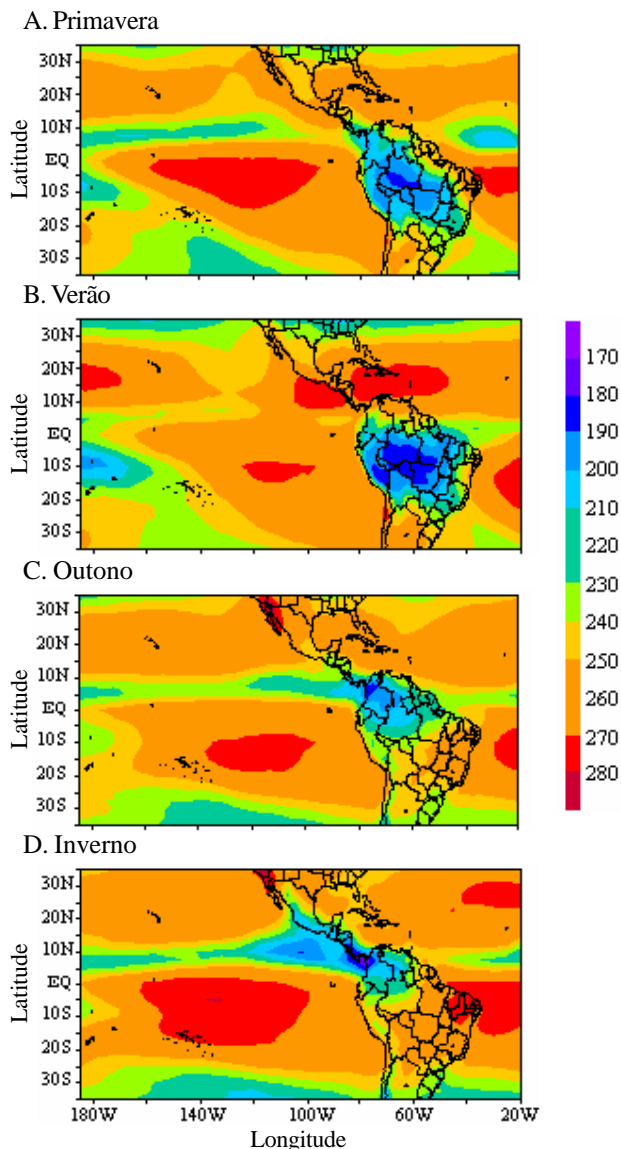 A. Primavera
30N
20N
10N
EQ
10S
20S
30S
Latitude
B. Verão
30N
20N
10N
EQ
10S
20S
30S
Latitude
170
180
190
200
210
220
230
240
250
260
270
280
C. Outono
30N
20N
10N
EQ
10S
20S
30S
Latitude
D. Inverno
30N
20N
10N
EQ
10S
20S
30S
Latitude
180W 140W 100W 60W 20W
Longitude